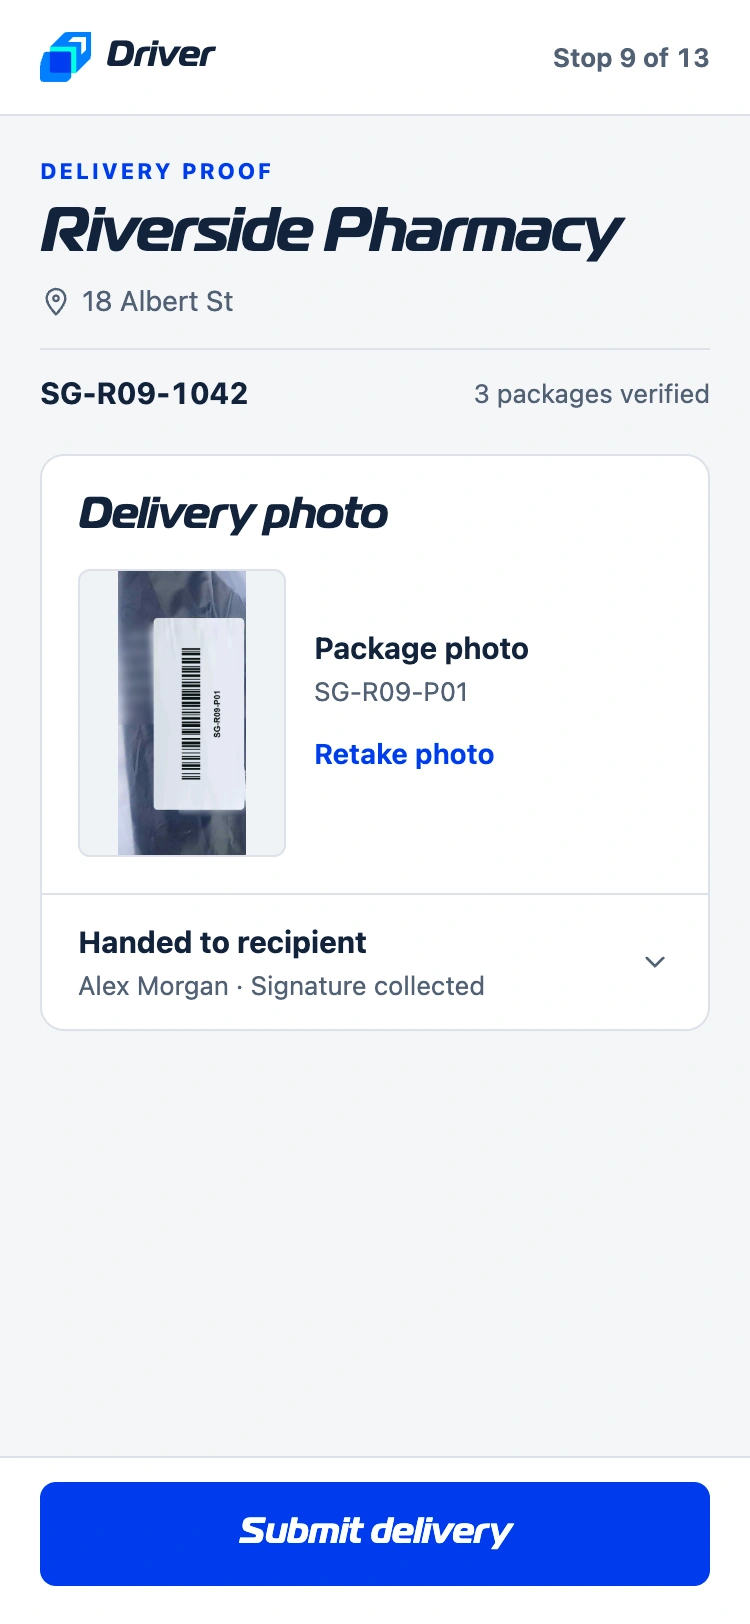 Driver
Stop 9 of 13
DELIVERY PROOF
Riverside Pharmacy
18 Albert St
SG-R09-1042
3 packages verified
Delivery photo
SG-R09-P01
Package photo
SG-R09-P01
Retake photo
Handed to recipient
Alex Morgan · Signature collected
Submit delivery